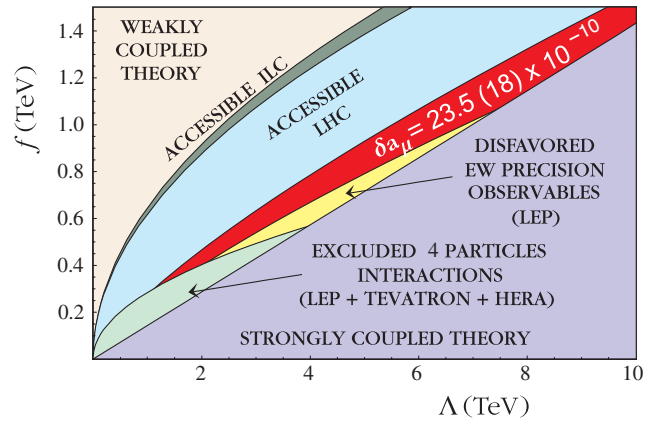 1.4
1.2
1.0
0.8
0.6
0.4
0.2
f (TeV)
WEAKLY
COUPLED
THEORY
ACCESSIBLE ILC
ACCESSIBLE
LHC
δaμ = 23.5 (18) x 10⁻¹⁰
DISFAVORED
EW PRECISION
OBSERVABLES
(LEP)
EXCLUDED 4 PARTICLES
INTERACTIONS
(LEP + TEVATRON + HERA)
STRONGLY COUPLED THEORY
2
4
6
8
10
Λ (TeV)